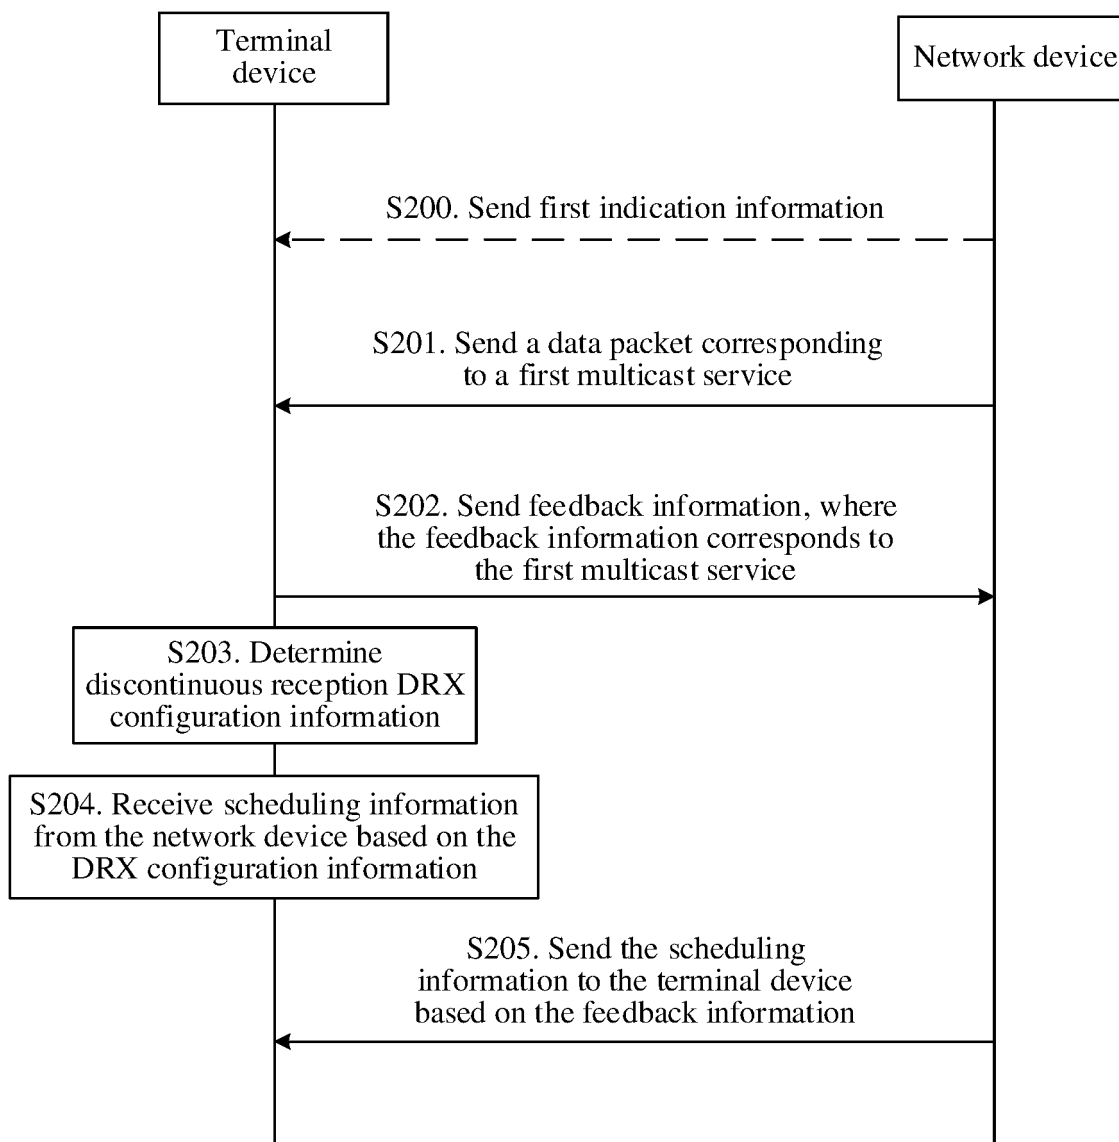 Terminal
device
Network device
S200. Send first indication information
S201. Send a data packet corresponding
to a first multicast service
S202. Send feedback information, where
the feedback information corresponds to
the first multicast service
S203. Determine
discontinuous reception DRX
configuration information
S204. Receive scheduling information
from the network device based on the
DRX configuration information
S205. Send the scheduling
information to the terminal device
based on the feedback information